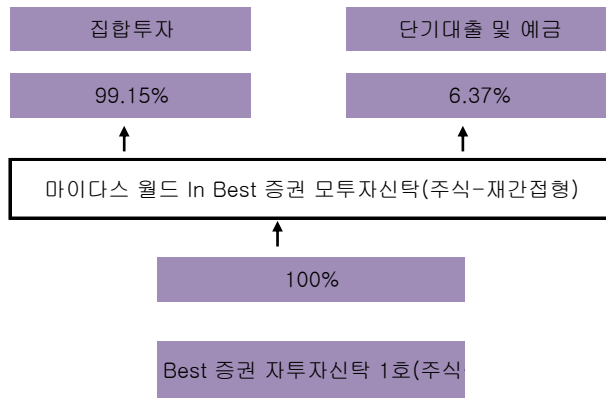 집합투자
단기대출 및 예금
99.15%
6.37%
마이다스 월드 In Best 증권 모투자신탁(주식-재간접형)
100%
Best 증권 자투자신탁 1호(주식-